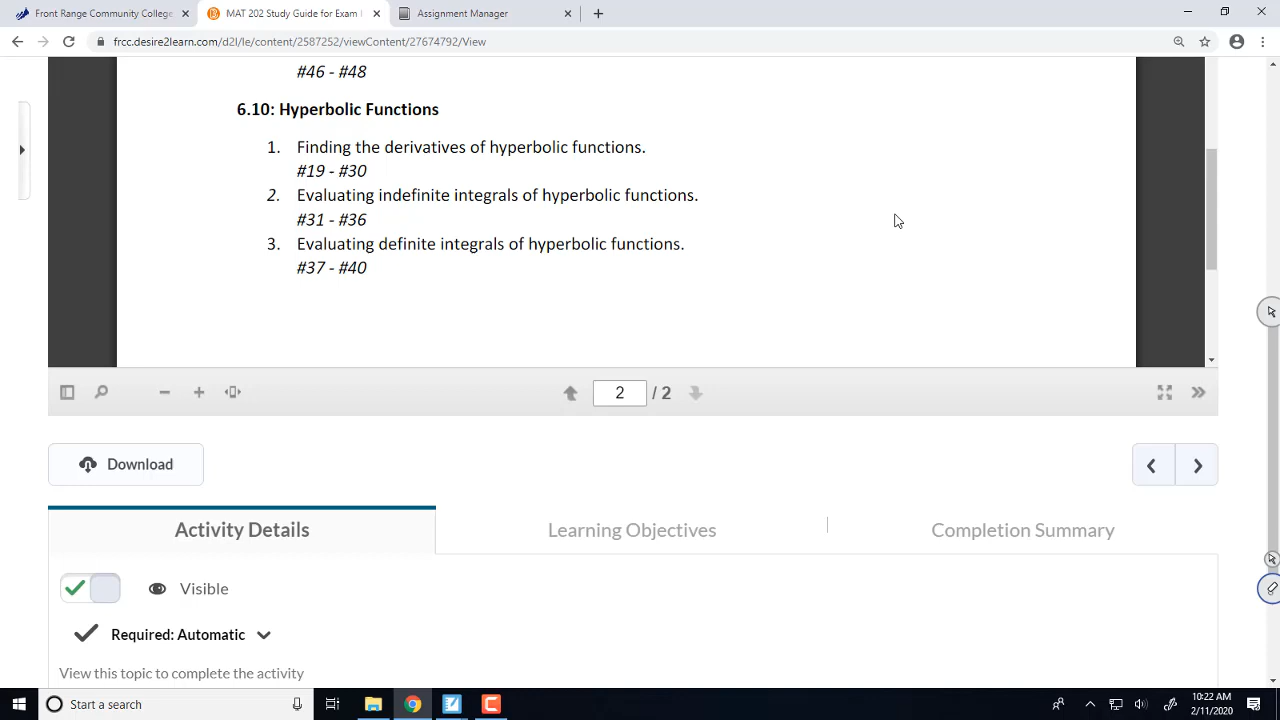 Front Range Community College
MAT 202 Study Guide for Exam
Assignment Manager
frcc.desire2learn.com/d2l/le/content/2587252/viewContent/27674792/View
#46 - #48
6.10: Hyperbolic Functions
1. Finding the derivatives of hyperbolic functions.
#19 - #30
2. Evaluating indefinite integrals of hyperbolic functions.
#31 - #36
3. Evaluating definite integrals of hyperbolic functions.
#37 - #40
2 / 2
Download
Activity Details
Learning Objectives
Completion Summary
Visible
Required: Automatic
View this topic to complete the activity
Start a search
10:22 AM
2/11/2020